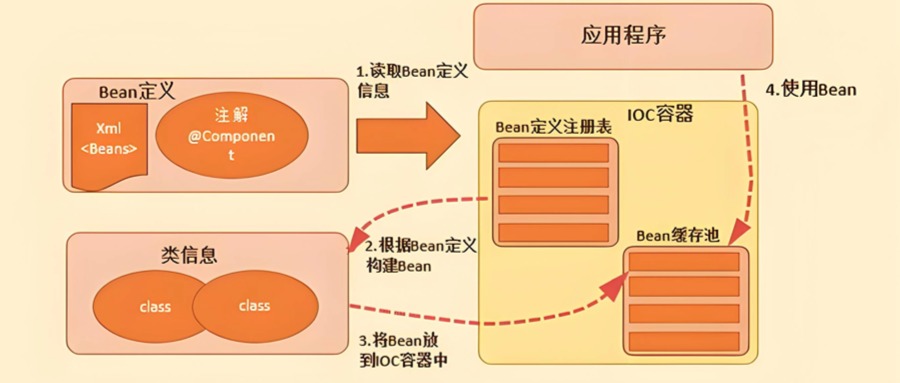 应用程序
1.读取Bean定义
信息
Bean定义
Xml
<Beans>
注解
@Componen
t
4.使用Bean
IOC容器
Bean定义注册表
Bean缓存池
类信息
class
class
2.根据Bean定义
构建Bean
3.将Bean放
到IOC容器中